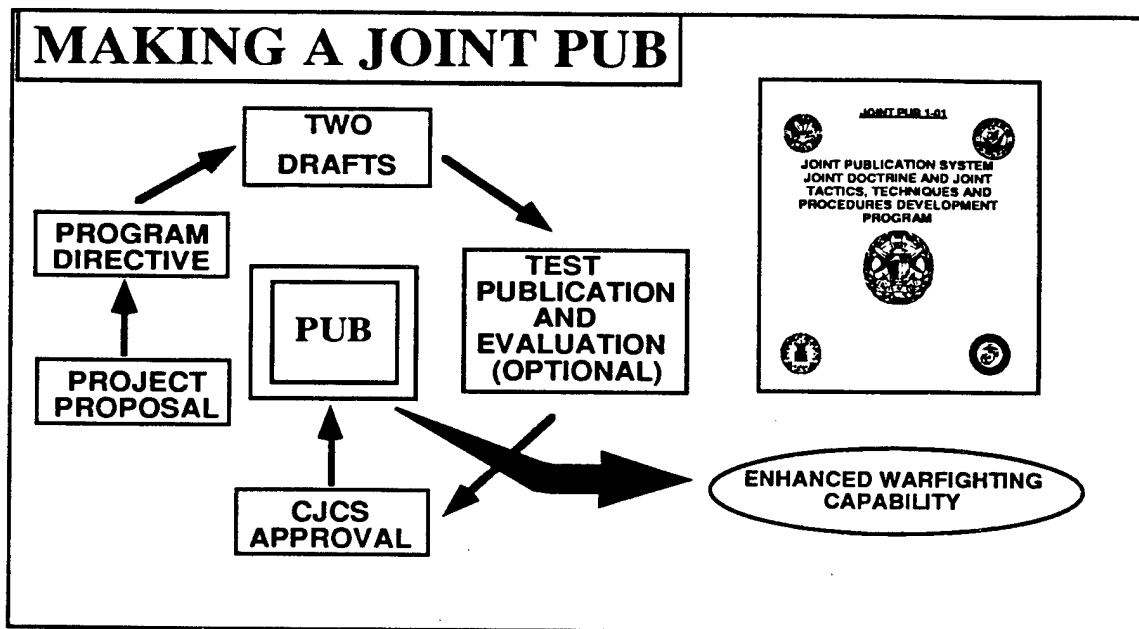 MAKING A JOINT PUB
TWO
DRAFTS
PROGRAM
DIRECTIVE
PROJECT
PROPOSAL
PUB
TEST
PUBLICATION
AND
EVALUATION
(OPTIONAL)
CJCS
APPROVAL
JOINT PUB 1-01
JOINT PUBLICATION SYSTEM
JOINT DOCTRINE AND JOINT
TACTICS, TECHNIQUES AND
PROCEDURES DEVELOPMENT
PROGRAM
ENHANCED WARFIGHTING
CAPABILITY